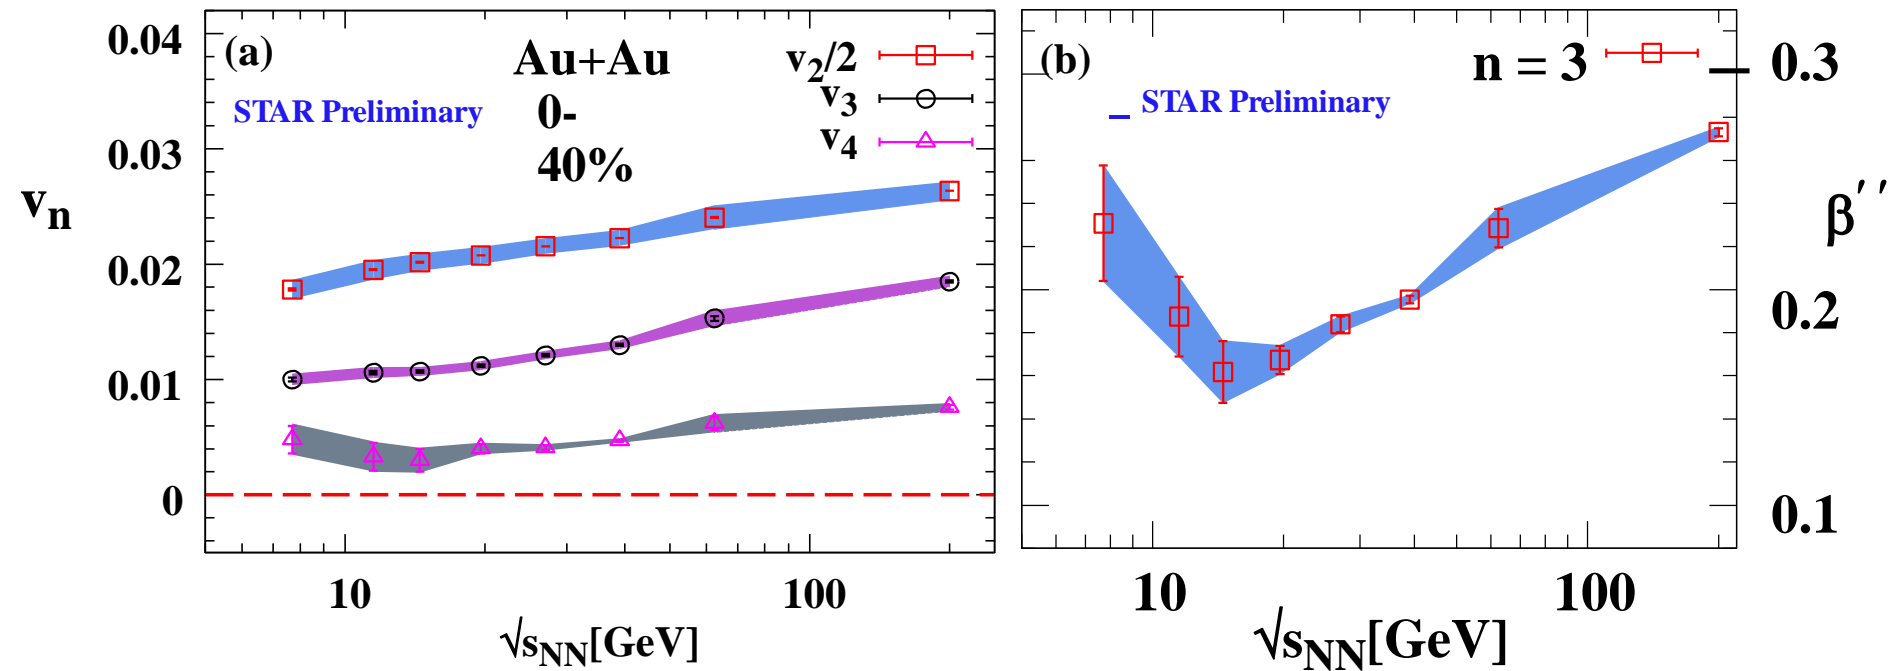 (a)
Au+Au
0-
40%
STAR Preliminary
v2/2
v3
v4
0.04
0.03
0.02
0.01
0
vn
10
100
√sNN[GeV]
(b)
n = 3
STAR Preliminary
0.3
0.2
0.1
β′′
10
100
√sNN[GeV]